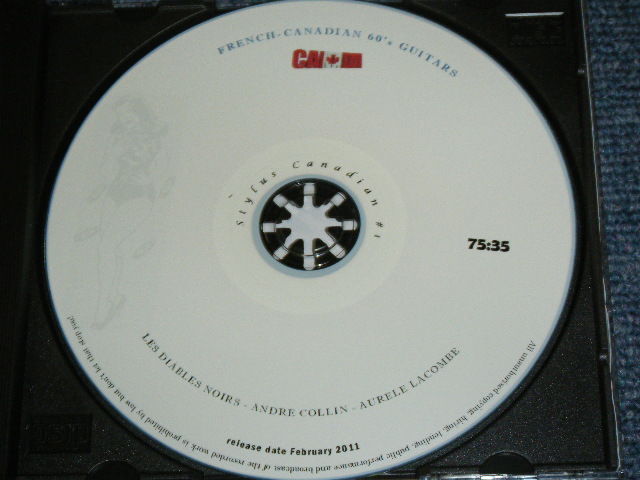 FRENCH-CANADIAN 60's GUITARS
Stylus Canadian #1
75:35
LES DIABLES NOIRS - ANDRE COLLIN - AURELE LACOMBE
release date February 2011
All unauthorised copying, hiring, lending, public performance and broadcast of the recorded work is prohibited by law but don't let that stop you!